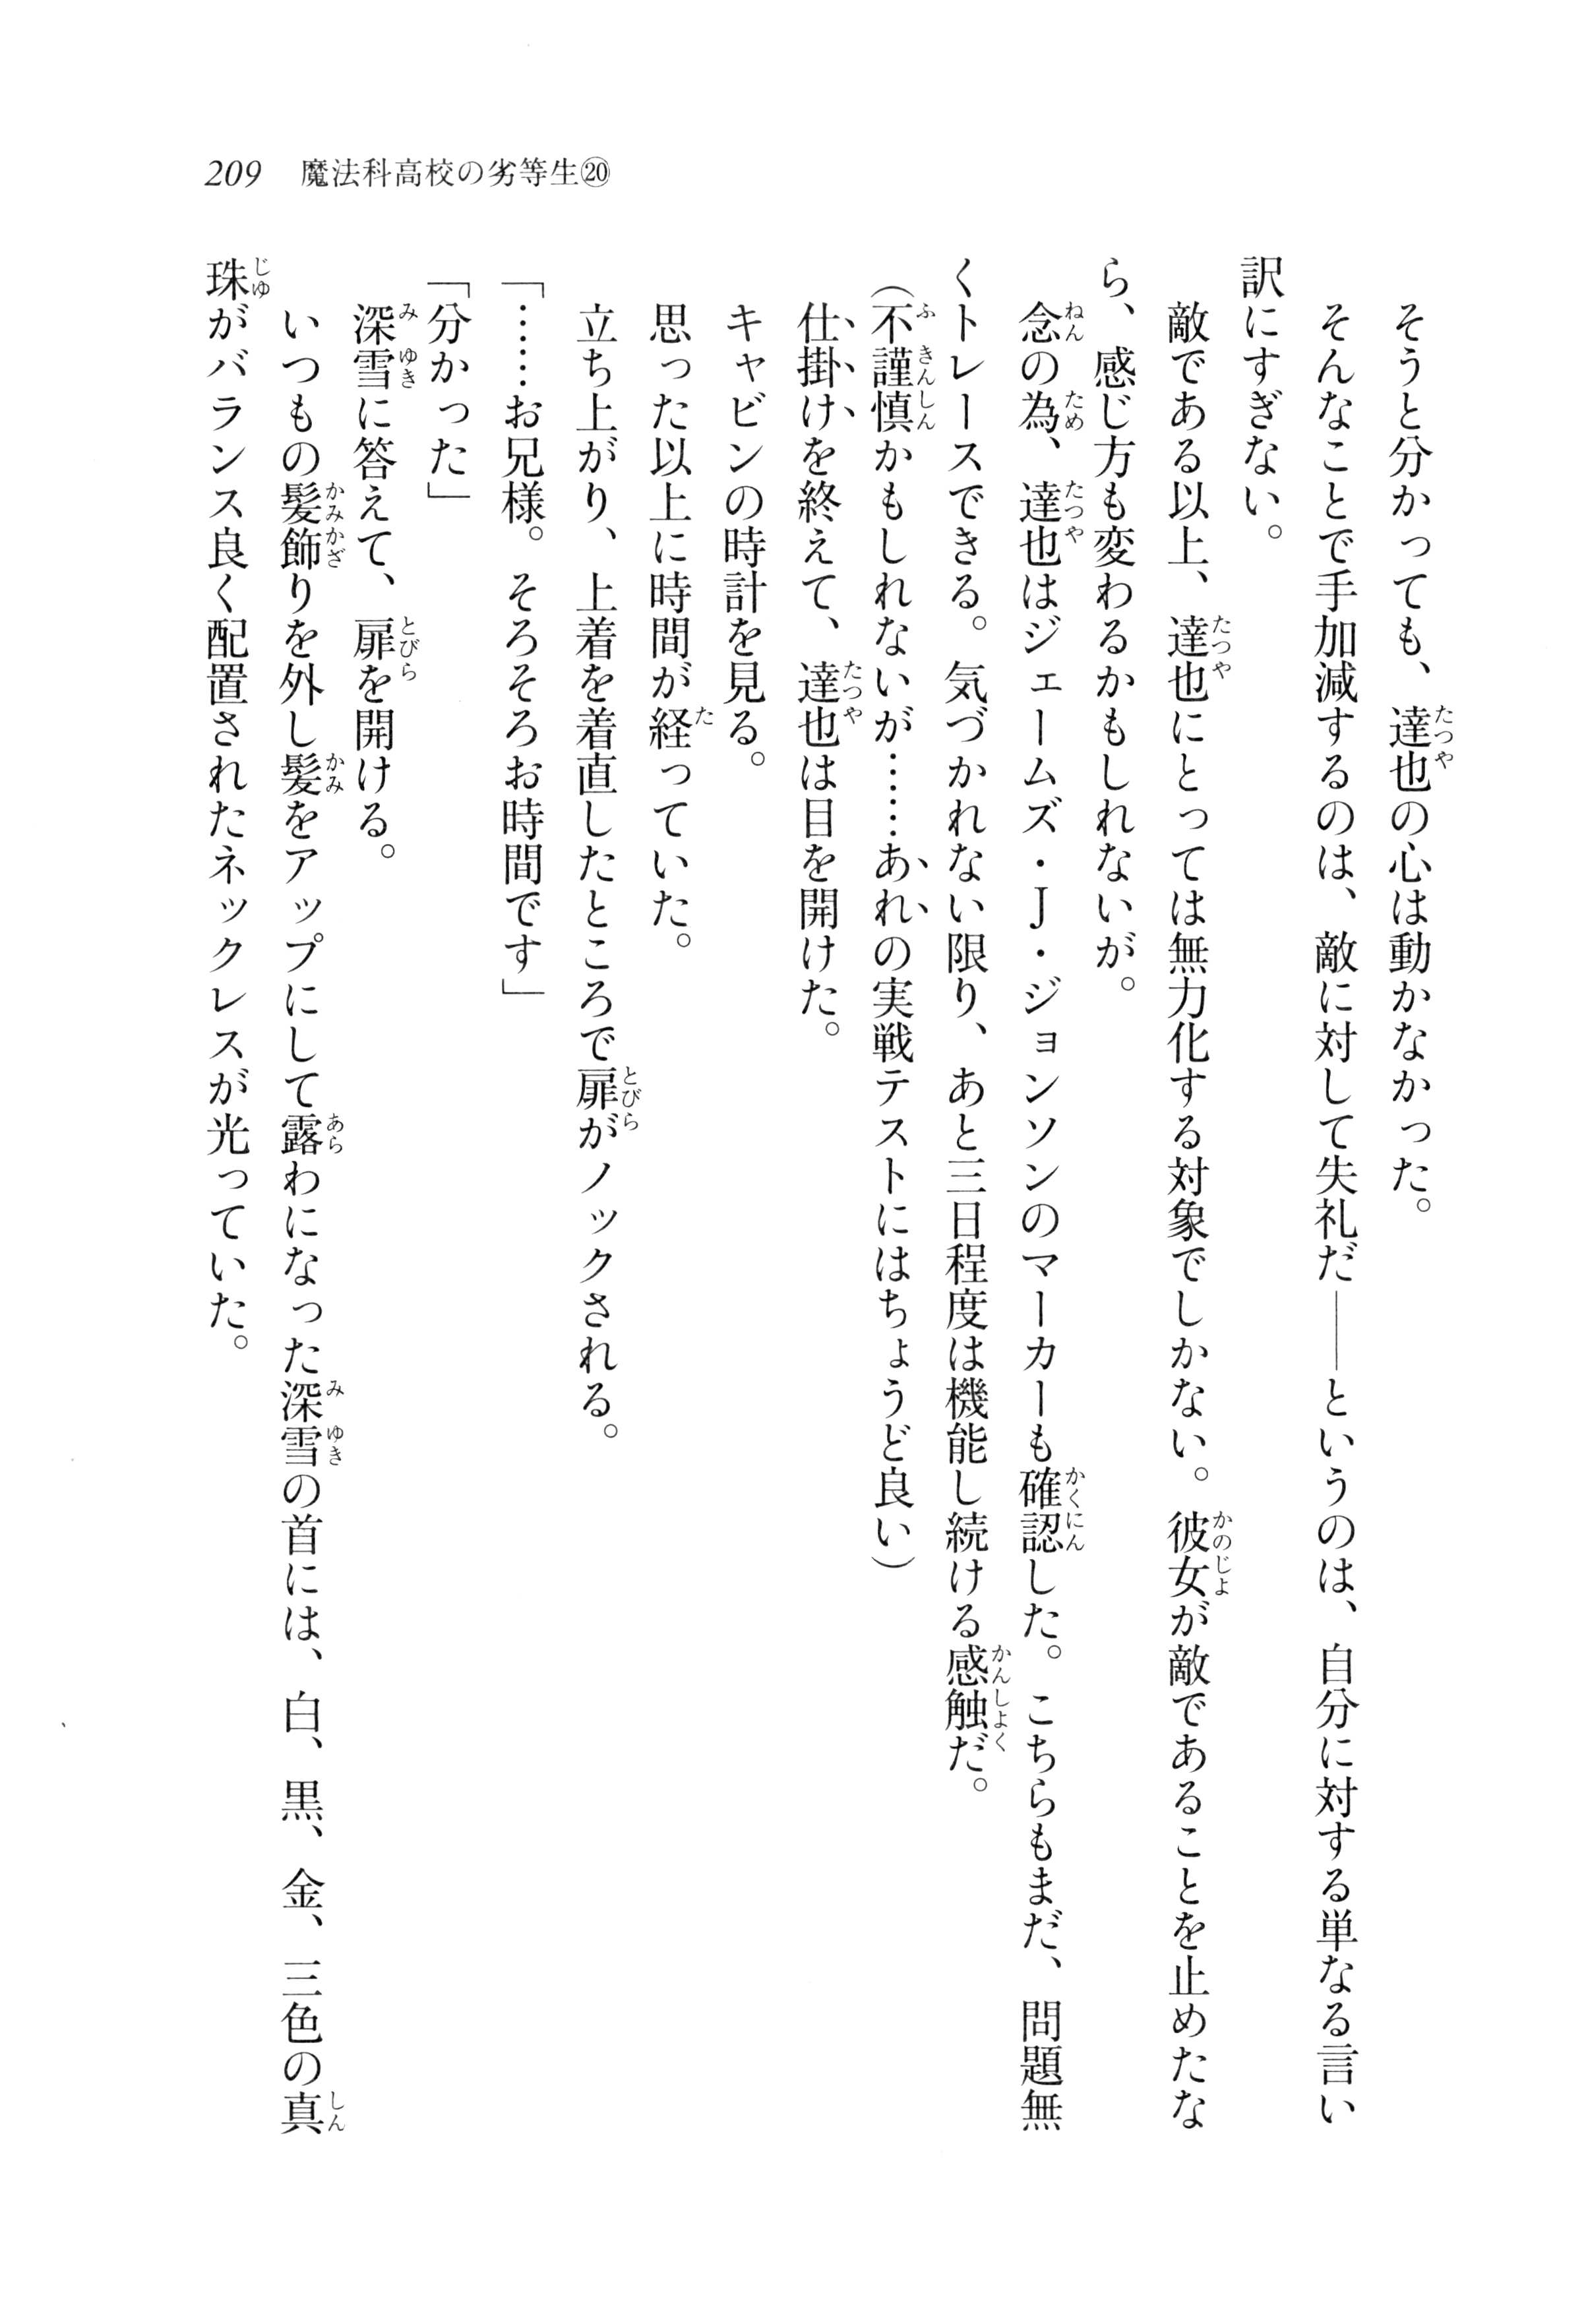 209 魔法科高校の劣等生⑳
そうと分かっても、達也の心は動かなかった。
そんなことで手加減するのは、敵に対して失礼だ――というのは、自分に対する単なる言い
訳にすぎない。
敵である以上、達也にとっては無力化する対象でしかない。彼女が敵であることを止めたな
ら、感じ方も変わるかもしれないが。
念の為、達也はジェームズ・J・ジョンソンのマーカーも確認した。こちらもまだ、問題無
くトレースできる。気づかれない限り、あと三日程度は機能し続ける感触だ。
（不謹慎かもしれないが……あれの実戦テストにはちょうど良い）
仕掛けを終えて、達也は目を開けた。
キャビンの時計を見る。
思った以上に時間が経っていた。
立ち上がり、上着を着直したところで扉がノックされる。
「……お兄様。そろそろお時間です」
「分かった」
深雪に答えて、扉を開ける。
いつもの髪飾りを外し髪をアップにして露わになった深雪の首には、白、黒、金、三色の真
珠がバランス良く配置されたネックレスが光っていた。